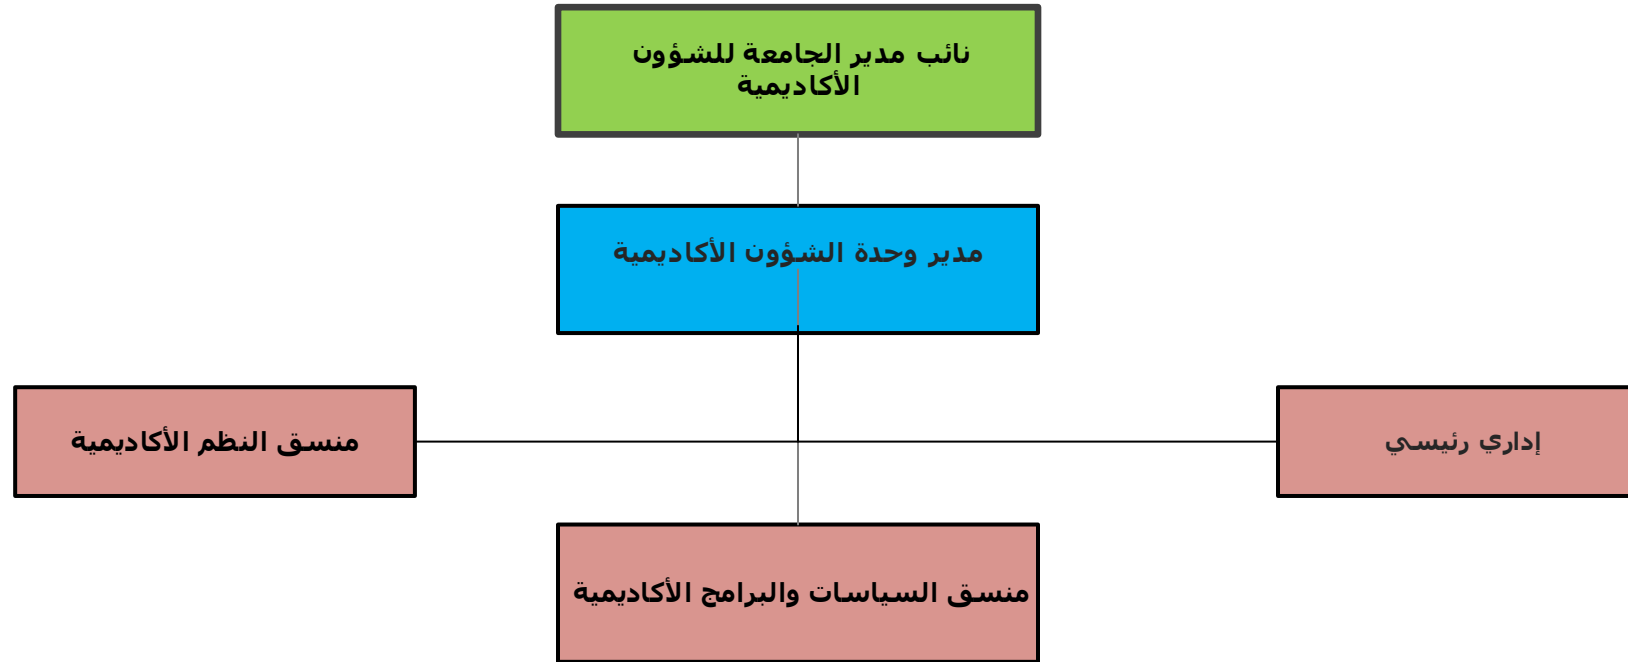 نائب مدير الجامعة للشؤون
الأكاديمية
مدير وحدة الشؤون الأكاديمية
إداري رئيسي
منسق النظم الأكاديمية
منسق السياسات والبرامج الأكاديمية